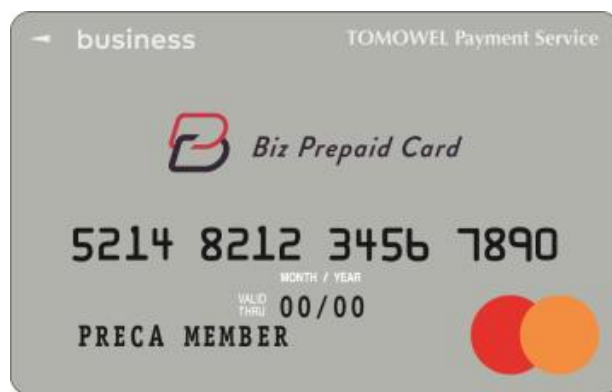 business
TOMOWEL Payment Service
Biz Prepaid Card
5214 8212 3456 7890
MONTH / YEAR
VALID
THRU 00/00
PRECA MEMBER